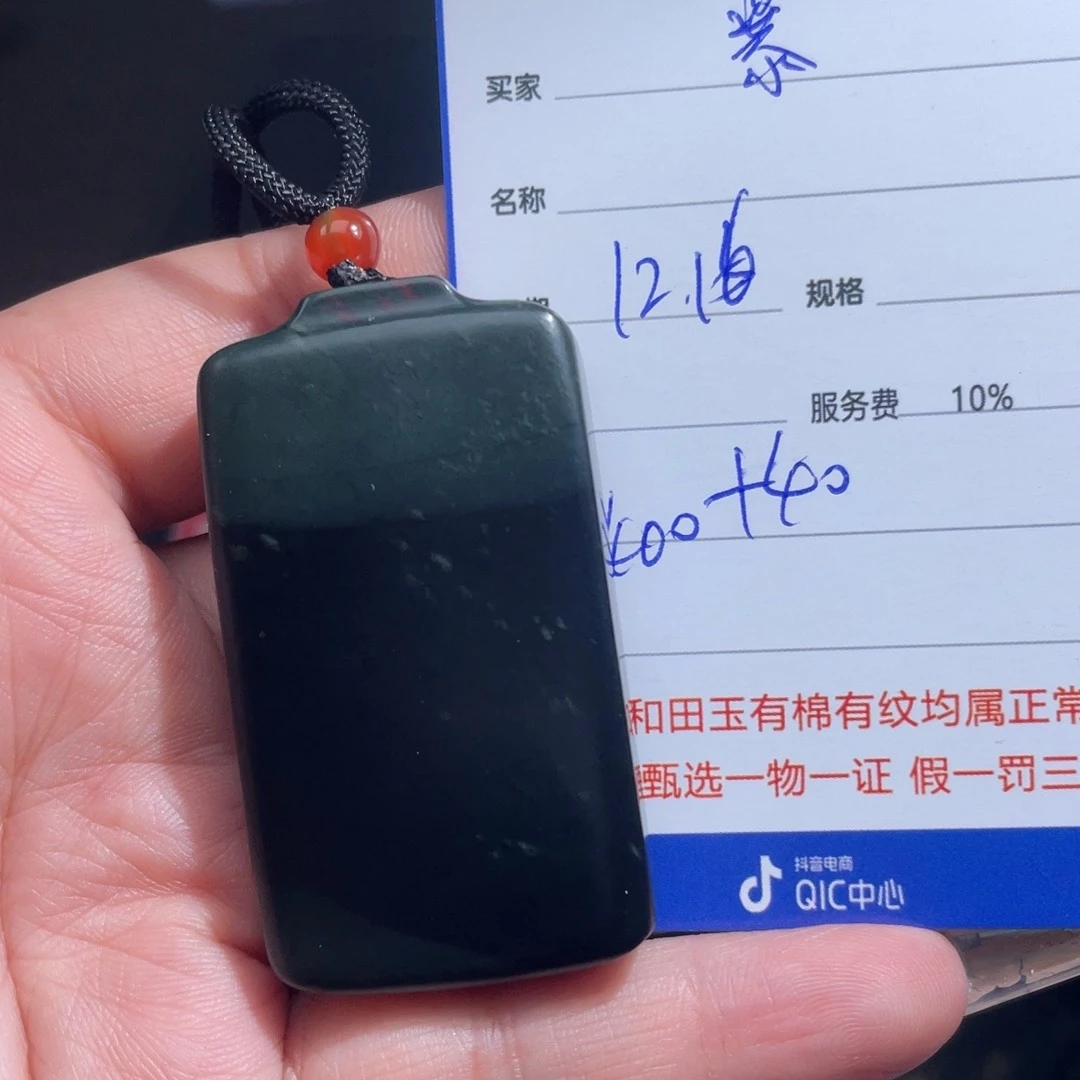 买家
名称
12.16 规格
服务费 10%
+40
和田玉有棉有纹均属正常
甄选一物一证 假一罚三
抖音电商
QIC中心